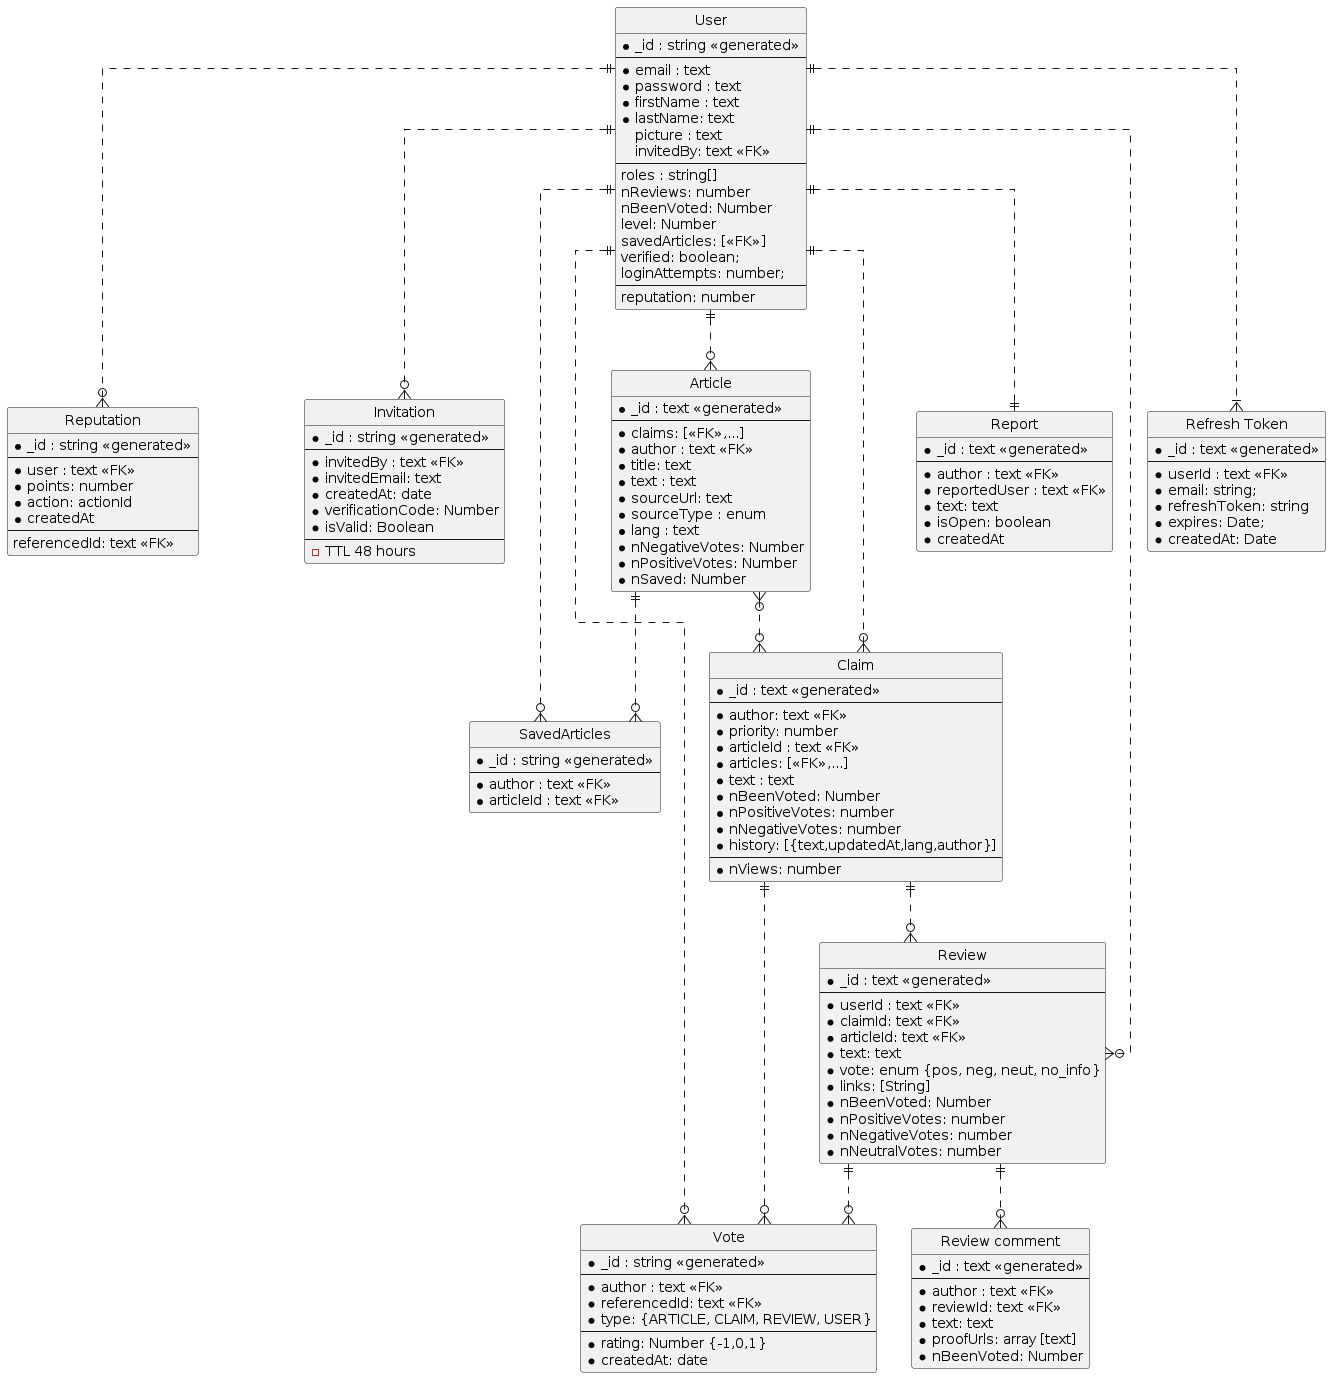 User
_id : string «generated»
email : text
password : text
firstName : text
lastName: text
picture : text
invitedBy: text «FK»
roles : string[]
nReviews: number
nBeenVoted: Number
level: Number
savedArticles: [«FK»]
verified: boolean;
loginAttempts: number;
reputation: number
Reputation
_id : string «generated»
user : text «FK»
points: number
action: actionId
createdAt
referencedId: text «FK»
Invitation
_id : string «generated»
invitedBy : text «FK»
invitedEmail: text
createdAt: date
verificationCode: Number
isValid: Boolean
TTL 48 hours
Article
_id : text «generated»
claims: [«FK»,...]
author : text «FK»
title: text
text : text
sourceUrl: text
sourceType : enum
lang : text
nNegativeVotes: Number
nPositiveVotes: Number
nSaved: Number
Report
_id : text «generated»
author : text «FK»
reportedUser : text «FK»
text: text
isOpen: boolean
createdAt
Refresh Token
_id : text «generated»
userId : text «FK»
email: string;
refreshToken: string
expires: Date;
createdAt: Date
SavedArticles
_id : string «generated»
author : text «FK»
articleId : text «FK»
Claim
_id : text «generated»
author: text «FK»
priority: number
articleId : text «FK»
articles: [«FK»,...]
text : text
nBeenVoted: Number
nPositiveVotes: number
nNegativeVotes: number
history: [{text,updatedAt,lang,author}]
nViews: number
Review
_id : text «generated»
userId : text «FK»
claimId: text «FK»
articleId: text «FK»
text: text
vote: enum {pos, neg, neut, no_info}
links: [String]
nBeenVoted: Number
nPositiveVotes: number
nNegativeVotes: number
nNeutralVotes: number
Vote
_id : string «generated»
author : text «FK»
referencedId: text «FK»
type: {ARTICLE, CLAIM, REVIEW, USER}
rating: Number {-1,0,1}
createdAt: date
Review comment
_id : text «generated»
author : text «FK»
reviewId: text «FK»
text: text
proofUrls: array [text]
nBeenVoted: Number